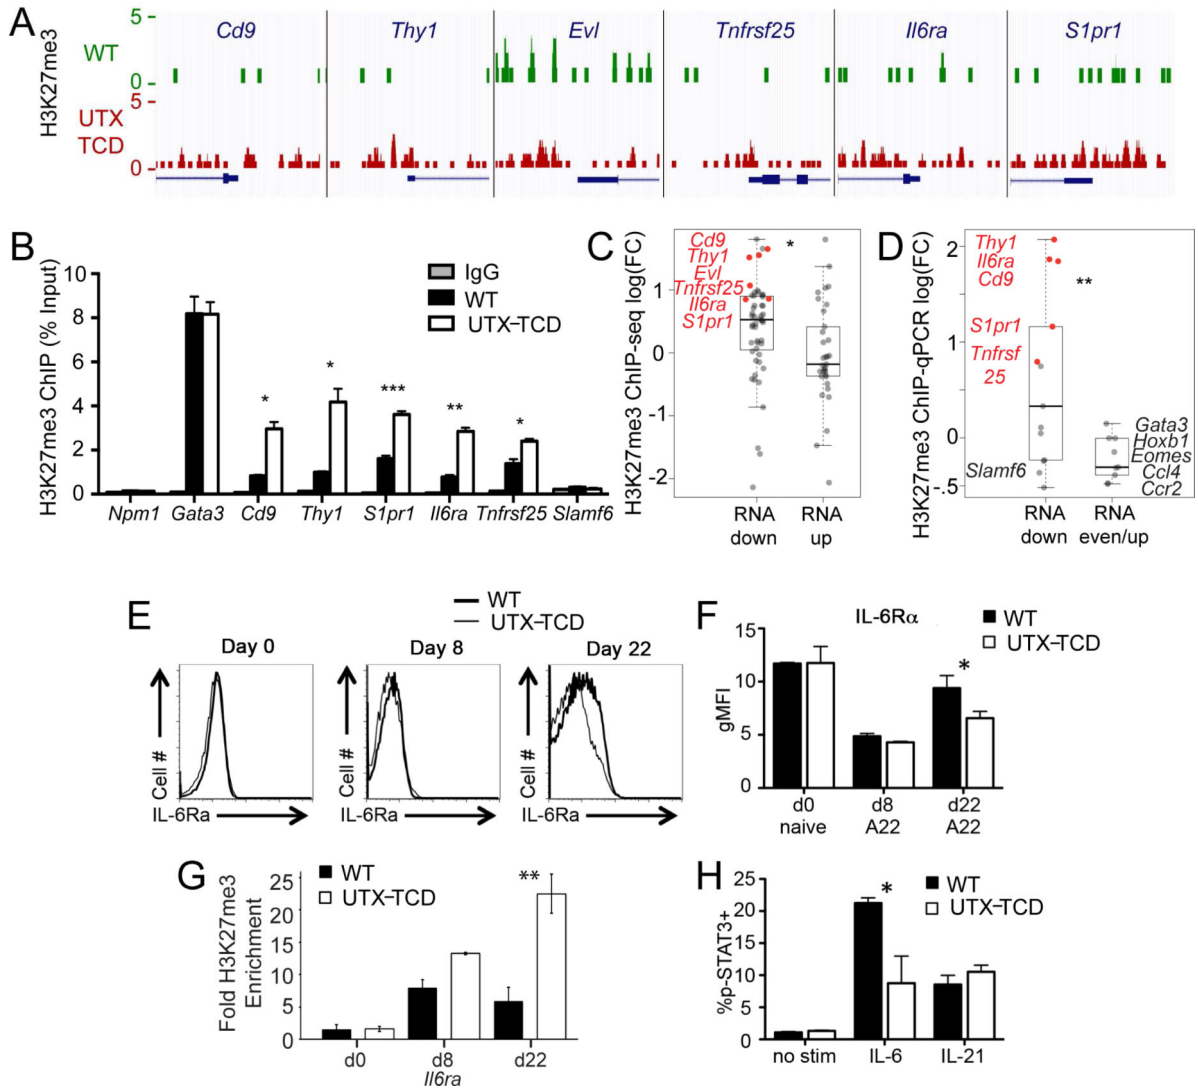 A
H3K27me3
5
WT
0
5
UTX
TCD
0
Cd9
Thy1
Evl
Tnfrsf25
Il6ra
S1pr1
B
H3K27me3 ChIP (% Input)
10
8
6
4
2
0
IgG
WT
UTX–TCD
*
*
***
**
*
Npm1 Gata3 Cd9 Thy1 S1pr1 Il6ra Tnfrsf25 Slamf6
C
H3K27me3 ChIP-seq log(FC)
1
0
-1
-2
Cd9
Thy1
Evl
Tnfrsf25
Il6ra
S1pr1
*
RNA RNA
down up
D
H3K27me3 ChIP-qPCR log(FC)
2
1
0
-.5
Thy1
Il6ra
Cd9
S1pr1
Tnfrsf
25
**
Slamf6
Gata3
Hoxb1
Eomes
Ccl4
Ccr2
RNA RNA
down even/up
E
WT
UTX–TCD
Day 0 Day 8 Day 22
Cell # Cell # Cell #
IL-6Ra IL-6Ra IL-6Ra
F
IL-6Rα
WT
UTX–TCD
gMFI
15
10
5
0
*
d0 d8 d22
naive A22 A22
G
Fold H3K27me3
Enrichment
25
20
15
10
5
0
WT
UTX–TCD
**
d0 d8 d22
Il6ra
H
%p-STAT3+
25
20
15
10
5
0
WT
UTX–TCD
*
no stim IL-6 IL-21